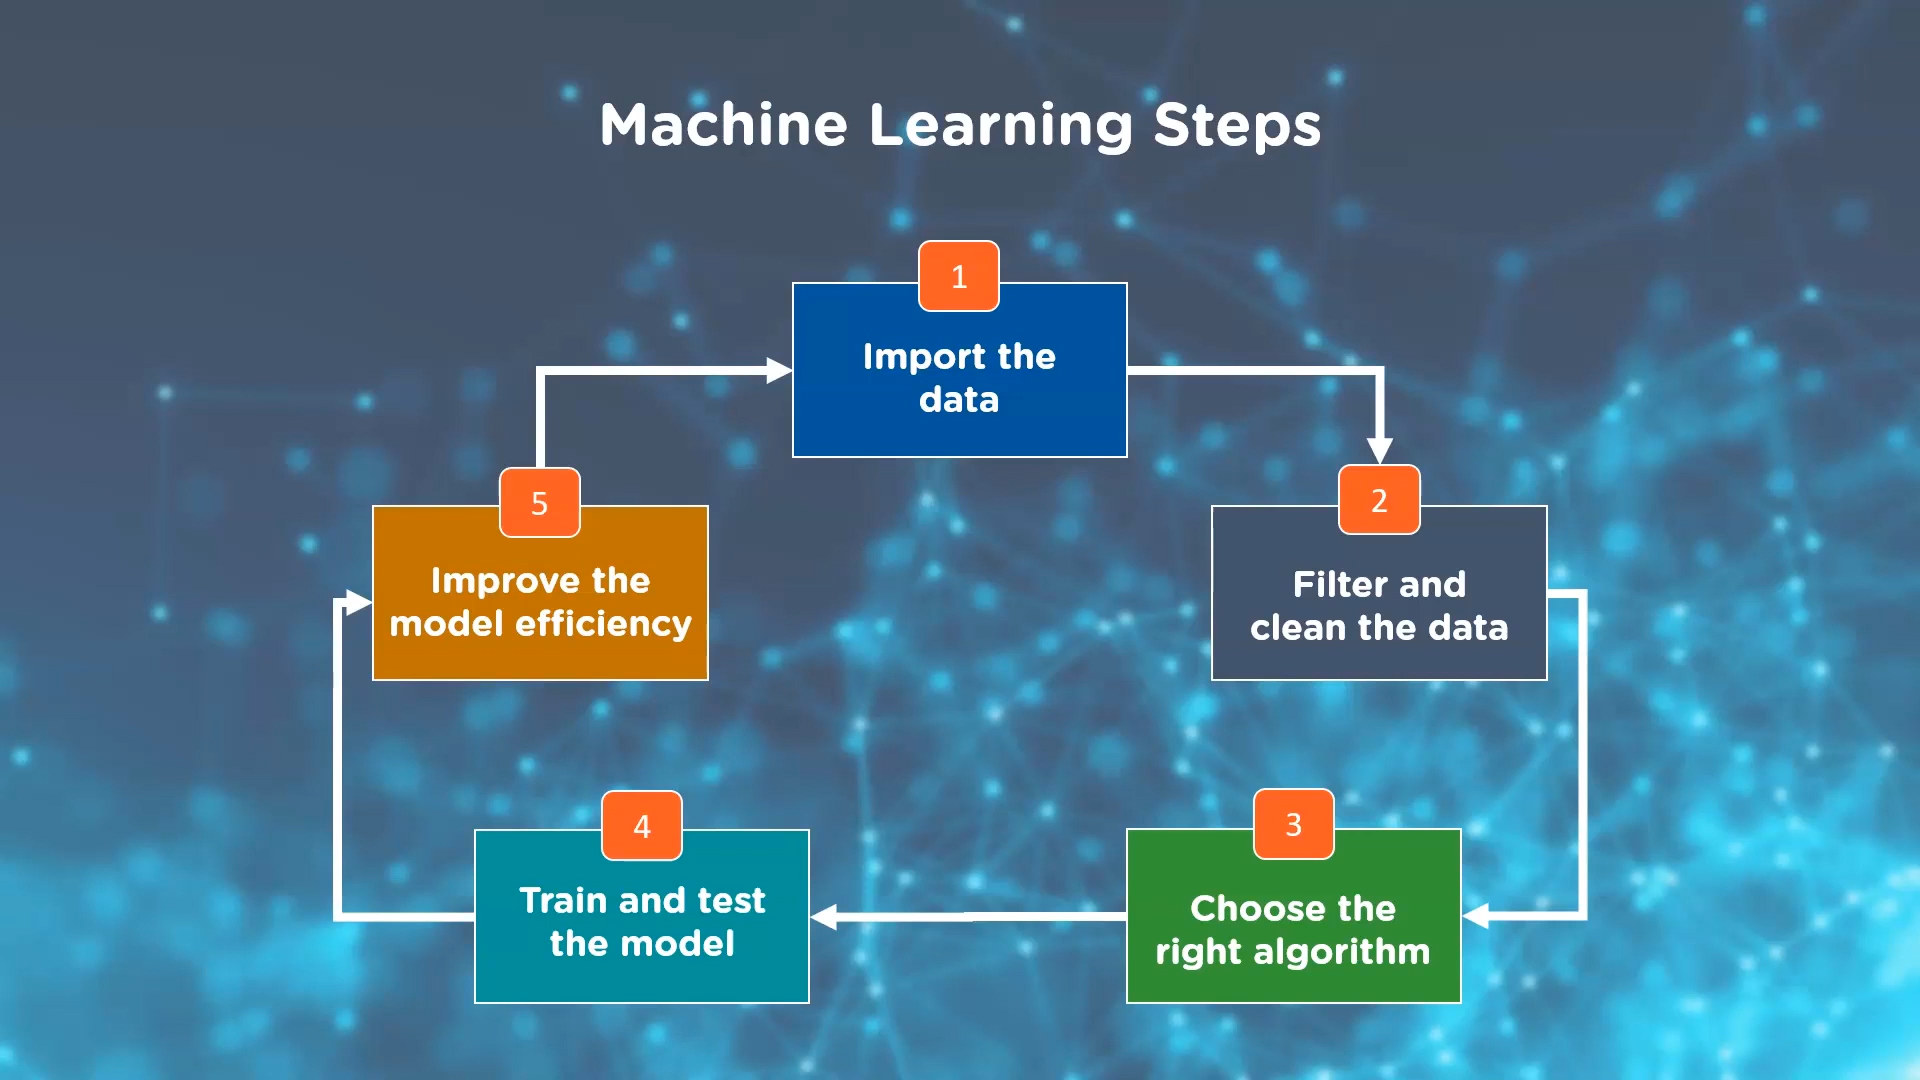 Machine Learning Steps
1
Import the
data
2
Filter and
clean the data
3
Choose the
right algorithm
4
Train and test
the model
5
Improve the
model efficiency